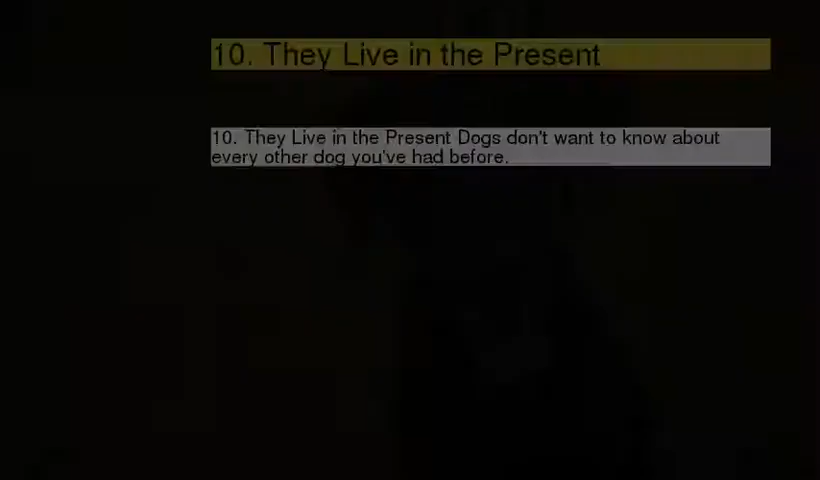 10. They Live in the Present
10. They Live in the Present Dogs don't want to know about
every other dog you've had before.